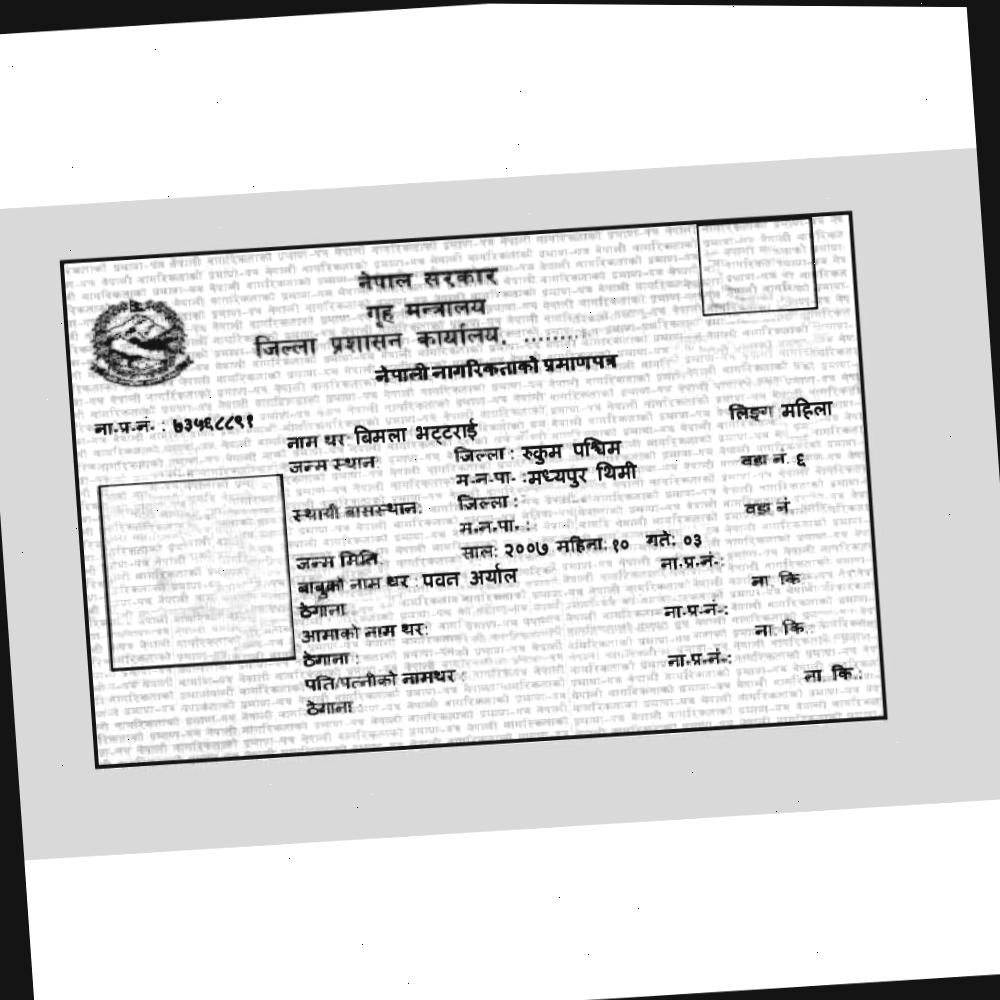 नेपाल सरकार
गृह मन्त्रालय
जिल्ला प्रशासन कार्यालय, ........
नेपाली नागरिकताको प्रमाणपत्र
ना.प्र.नं. : ७३५६८८९१
लिङ्ग महिला
नाम थर बिमला भट्टराई
जन्म स्थान: जिल्ला : रुकुम पश्चिम
म.न.पा. :मध्यपुर थिमी वडा नं. ६
स्थायी बासस्थान: जिल्ला :
म.न.पा. : वडा नं.
जन्म मिति: साल: २००७ महिना: १० गते: ०३
बाबुको नाम थर : पवन अर्याल ना.प्र.नं.:
ठेगाना ना. कि.
आमाको नाम थर: ना.प्र.नं.:
ठेगाना : ना. कि.:
पति/पत्नीको नामथर : ना.प्र.नं.:
ठेगाना : ना. कि.: